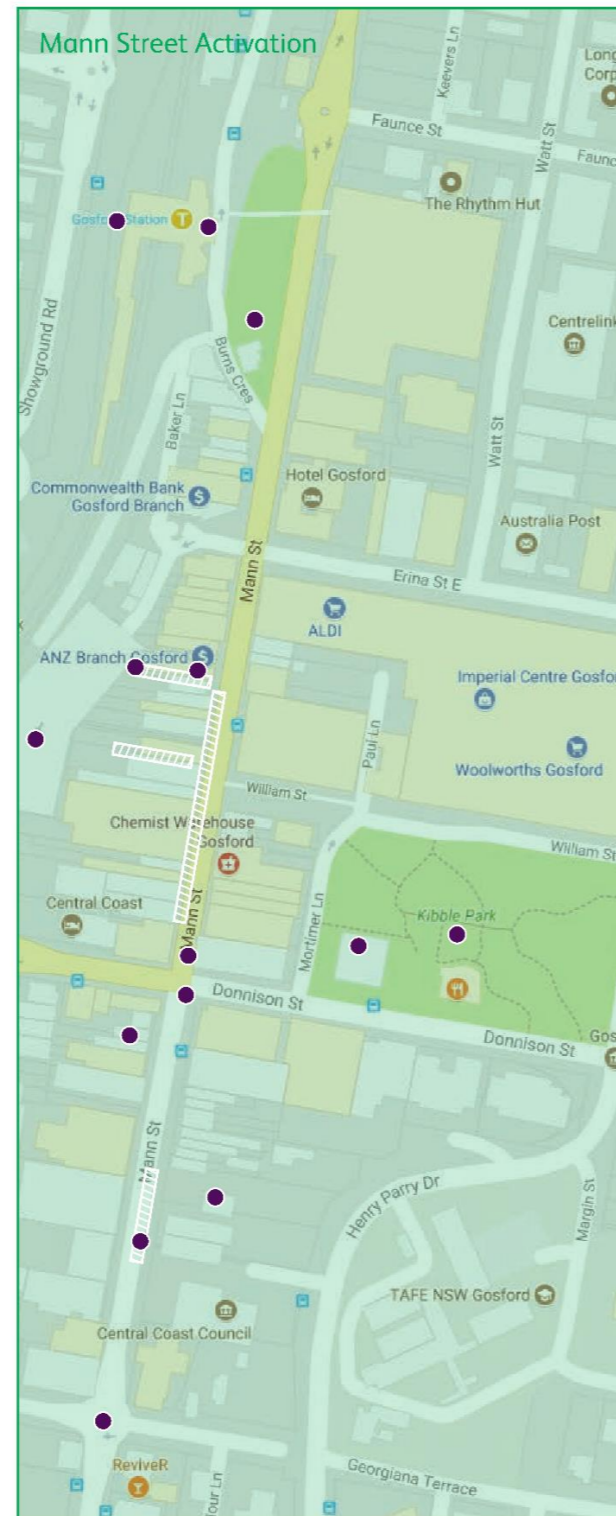 Mann Street Activation
Long
Corp
Keevers Ln
Faunce St
Watt St
Faunc
The Rhythm Hut
Gosford Station
T
Centrelink
Showground Rd
Burns Cres
Baker Ln
Watt St
Hotel Gosford
Commonwealth Bank
Gosford Branch
$
Australia Post
Mann St
Erina St E
ALDI
ANZ Branch Gosford
$
Imperial Centre Gosfor
Paul Ln
Woolworths Gosford
William St
Chemist Warehouse
Gosford
William St
Central Coast
Mann St
Mortimer Ln
Kibble Park
Donnison St
Donnison St
Gos
Mann St
Henry Parry Dr
Margin St
TAFE NSW Gosford
Central Coast Council
ReviveR
Georgiana Terrace